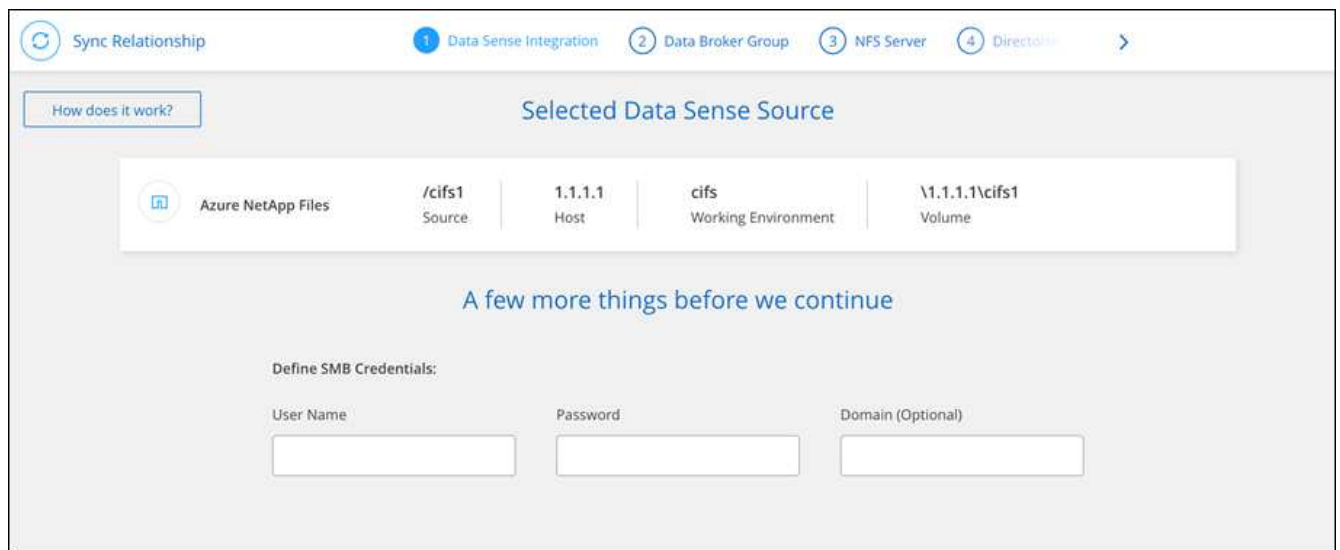 Sync Relationship
1 Data Sense Integration 2 Data Broker Group 3 NFS Server 4
How does it work?
Selected Data Sense Source
Azure NetApp Files
/cifs1 1.1.1.1 cifs \1.1.1.1\cifs1
Source Host Working Environment Volume
A few more things before we continue
Define SMB Credentials:
User Name Password Domain (Optional)